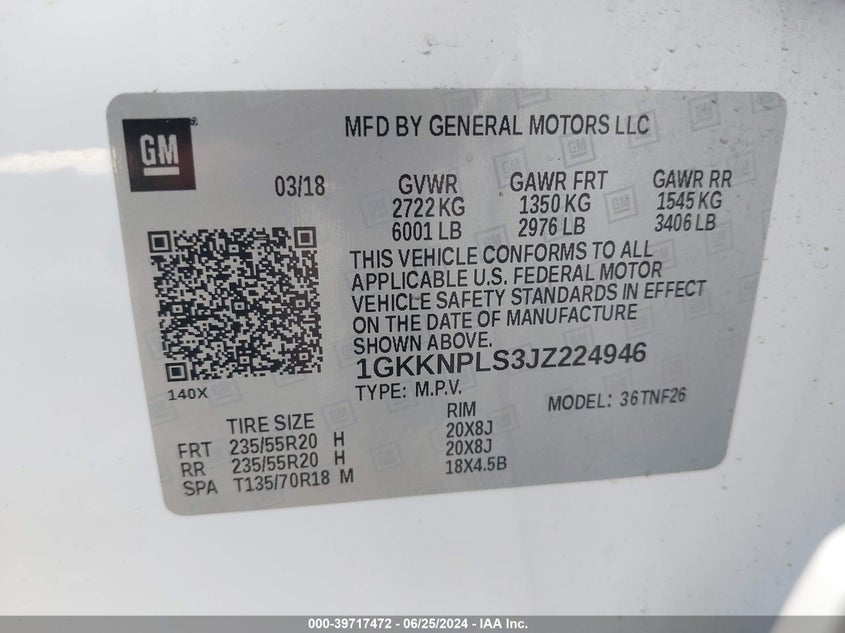 GM
MFD BY GENERAL MOTORS LLC
03/18 GVWR GAWR FRT GAWR RR
2722 KG 1350 KG 1545 KG
6001 LB 2976 LB 3406 LB
THIS VEHICLE CONFORMS TO ALL
APPLICABLE U.S. FEDERAL MOTOR
VEHICLE SAFETY STANDARDS IN EFFECT
ON THE DATE OF MANUFACTURE
SHOWN ABOVE.
1GKKNPLS3JZ224946
140X TYPE: M.P.V. MODEL: 36TNF26
TIRE SIZE RIM
FRT 235/55R20 H 20X8J
RR 235/55R20 H 20X8J
SPA T135/70R18 M 18X4.5B
000-39717472 - 06/25/2024 - IAAI Inc.